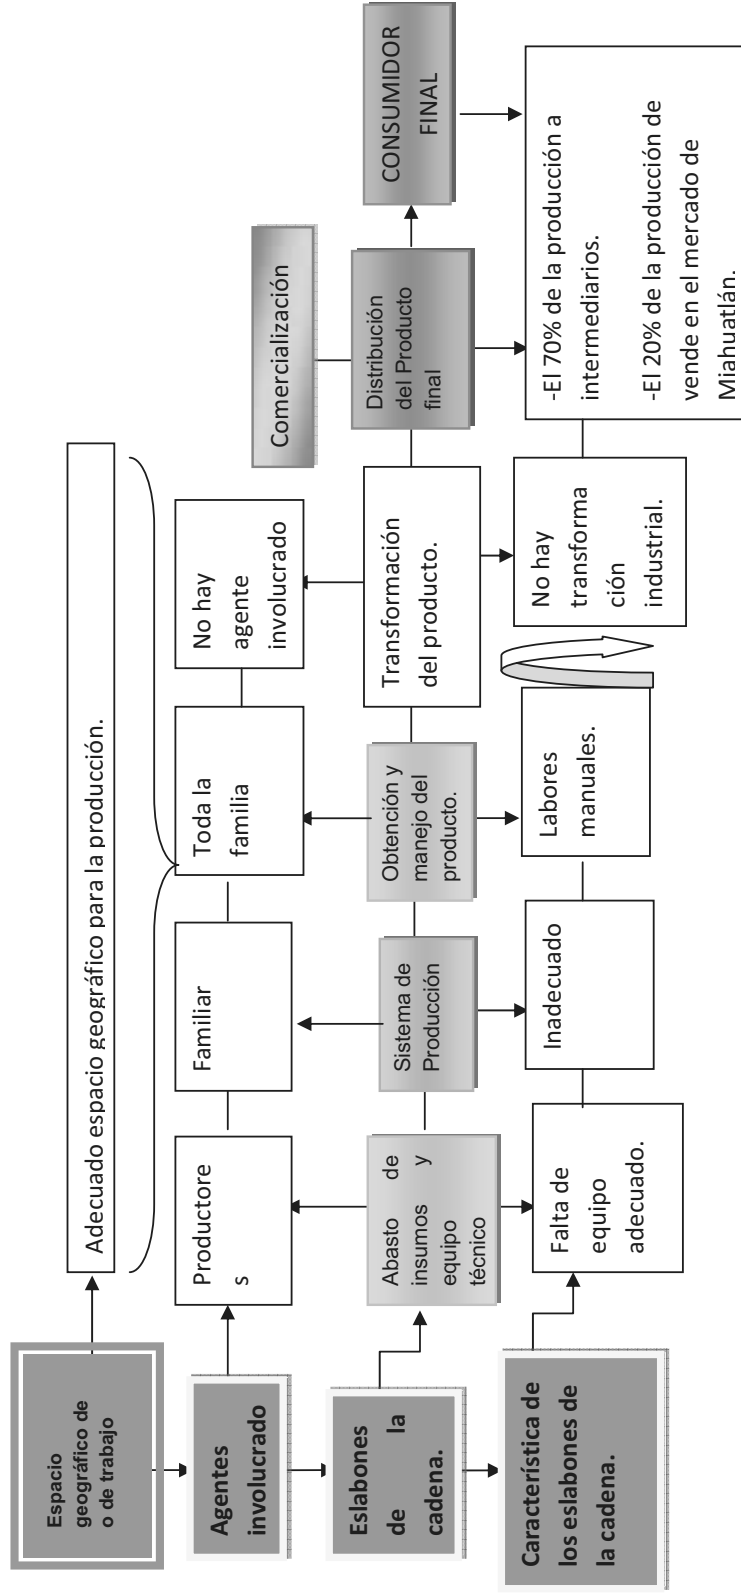 Espacio
geográfico de
o de trabajo
Adecuado espacio geográfico para la producción.
Agentes
involucrado
Productore
s
Familiar
Toda la
familia
No hay
agente
involucrado
Comercialización
Eslabones
de la
cadena.
Abasto de
insumos y
equipo
técnico
Sistema de
Producción
Obtención y
manejo del
producto.
Transformación
del producto.
Distribución
del Producto
final
CONSUMIDOR
FINAL
Característica de
los eslabones de
la cadena.
Falta de
equipo
adecuado.
Inadecuado
Labores
manuales.
No hay
transforma
ción
industrial.
-El 70% de la producción a
intermediarios.
-El 20% de la producción de
vende en el mercado de
Miahuatlán.